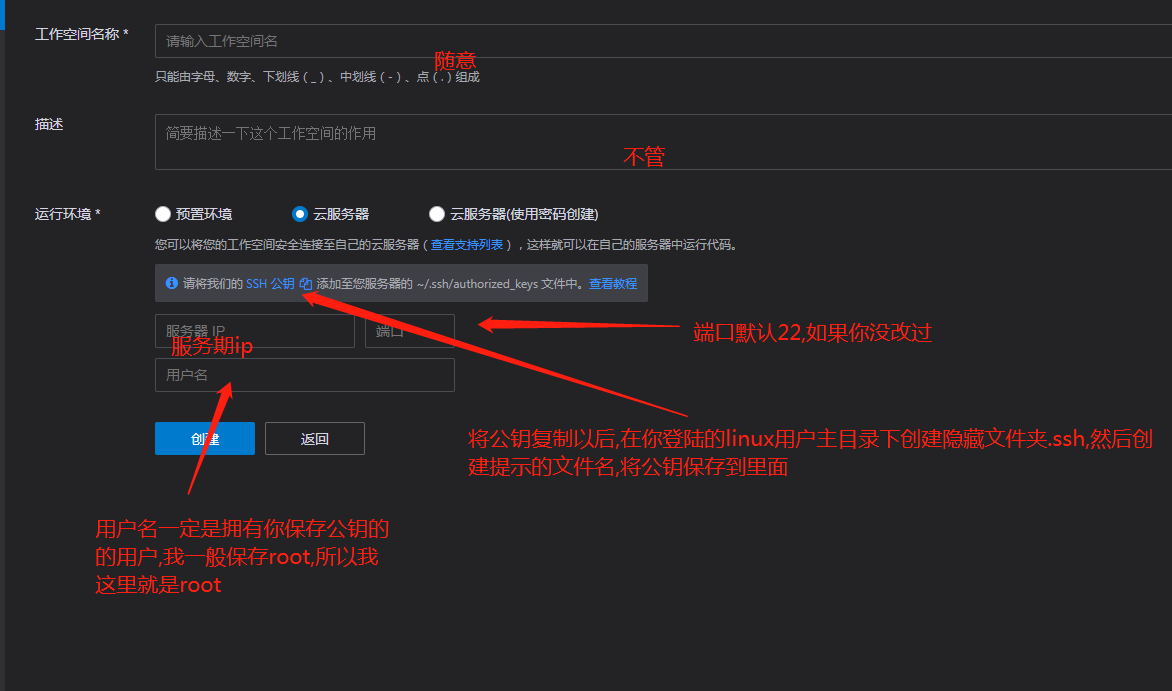 工作空间名称 *
请输入工作空间名
随意
只能由字母、数字、下划线 ( _ ) 、中划线 ( - ) 、点 ( . ) 组成
描述
简要描述一下这个工作空间的作用
不管
运行环境 *
预置环境
云服务器
云服务器(使用密码创建)
您可以将您的工作空间安全连接至自己的云服务器 ( 查看支持列表 ) ，这样就可以在自己的服务器中运行代码。
请将我们的 SSH 公钥 添加至您服务器的 ~/.ssh/authorized_keys 文件中。查看教程
服务器 IP
端口
服务期ip
端口默认22,如果你没改过
用户名
创建
返回
将公钥复制以后,在你登陆的linux用户主目录下创建隐藏文件夹.ssh,然后创
建提示的文件名,将公钥保存到里面
用户名一定是拥有你保存公钥的
的用户,我一般保存root,所以我
这里就是root